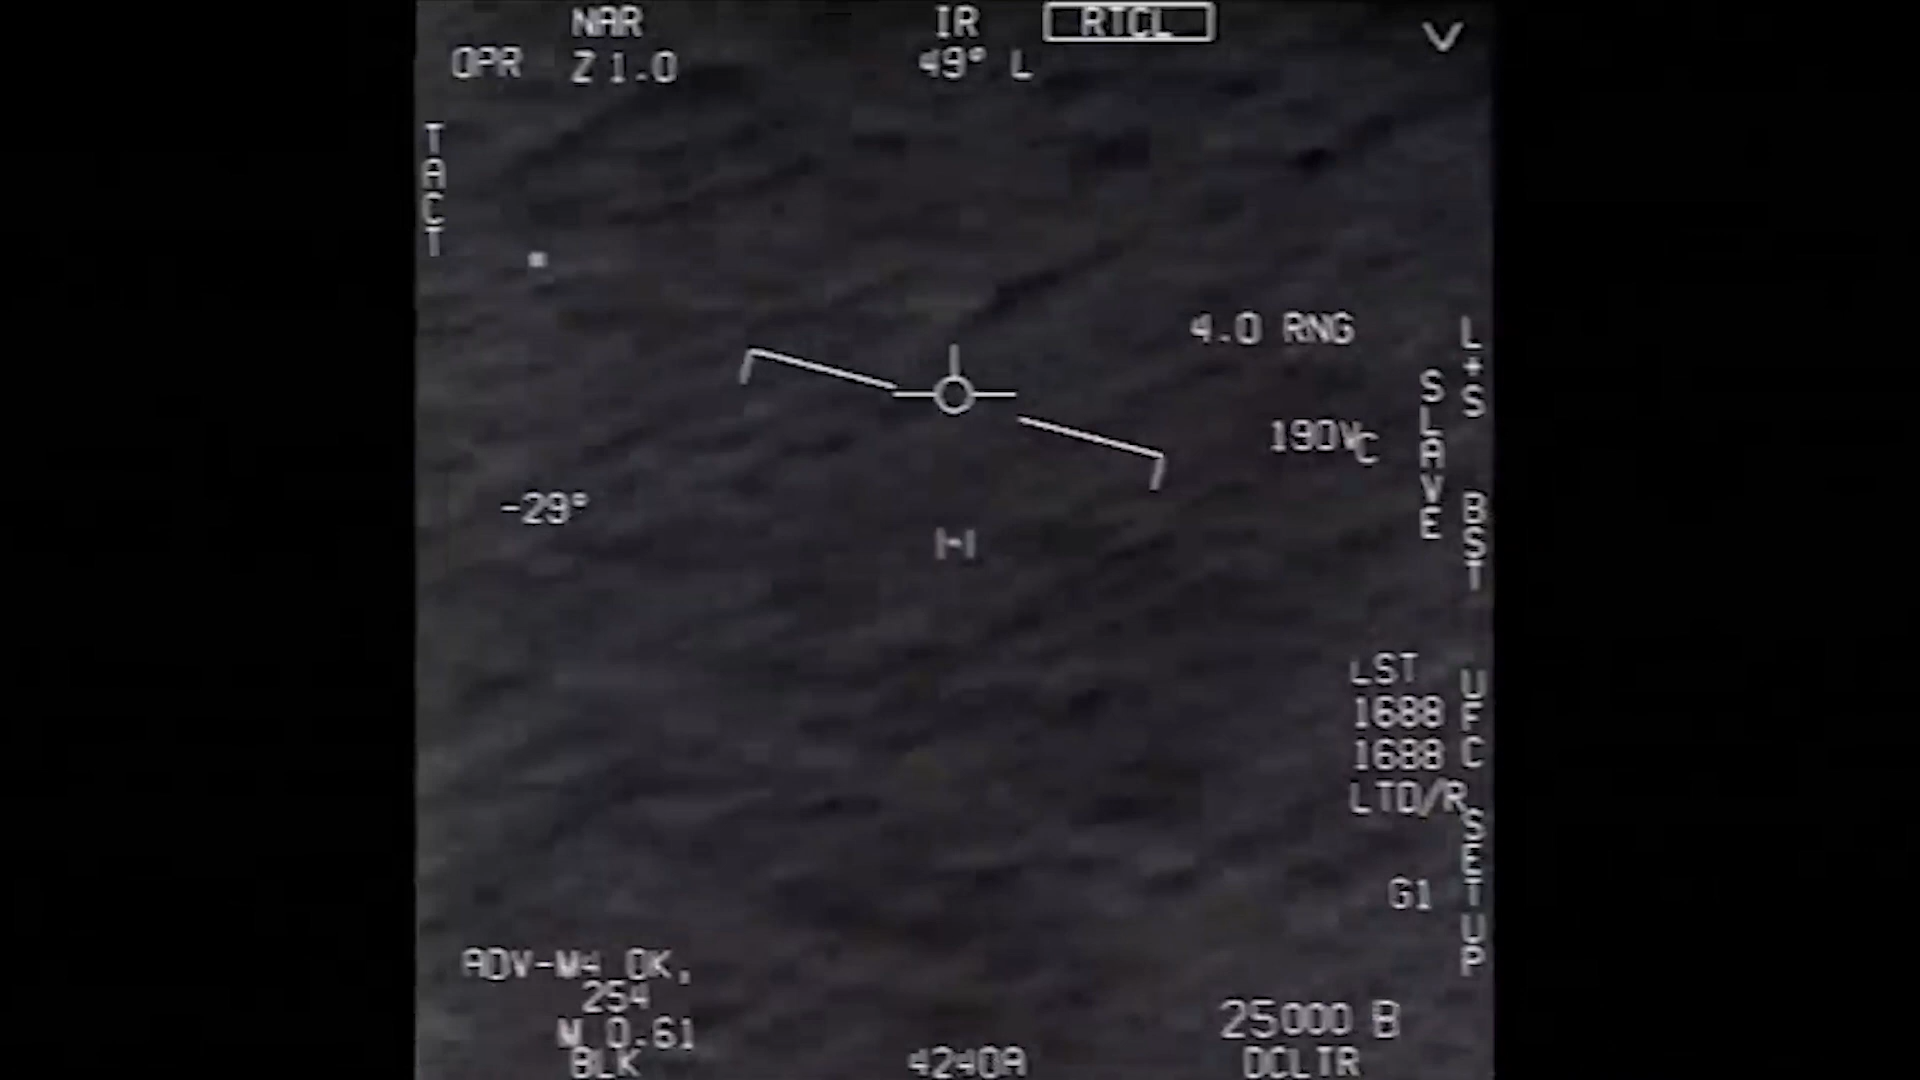 NAR
IR
RTCL
V
OPR
Z 1.0
49° L
TACT
4.0 RNG
L+S
SLAVE
190Vc
BST
-29°
LST
1688
1688
UFC
LTD/R
SETUP
G1
ADV-M4 OK,
254
M 0.61
25000 B
BLK
4240A
DCLTR